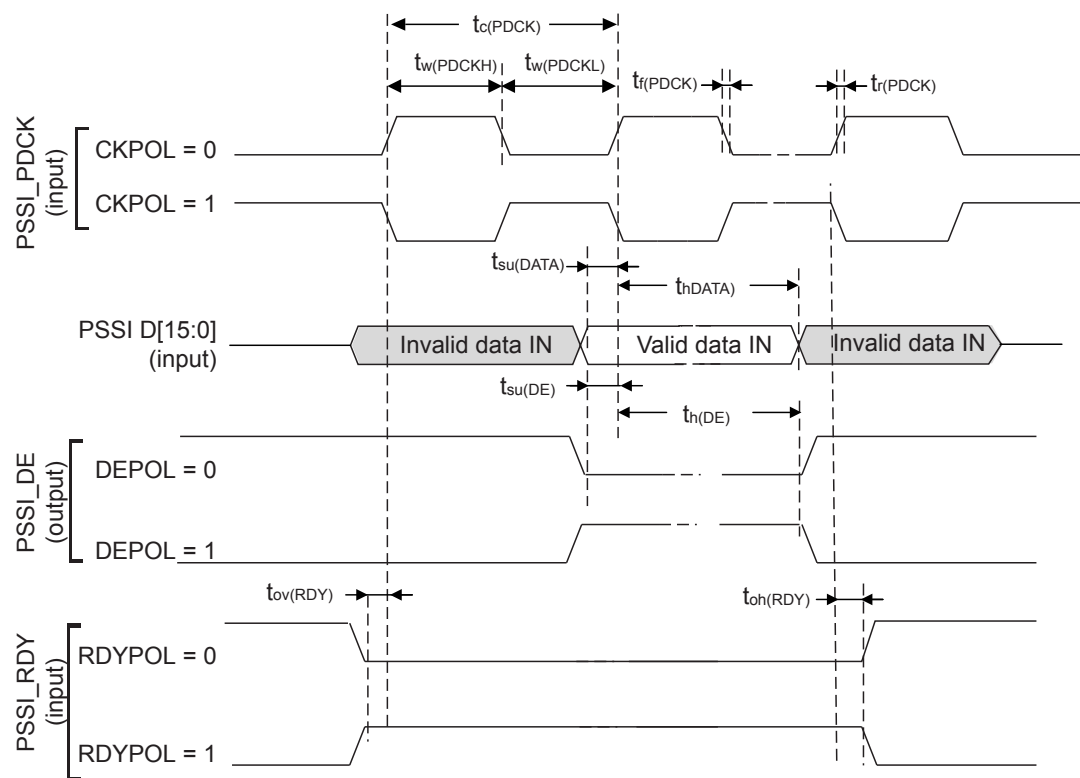 tc(PDCK)
tw(PDCKH)
tw(PDCKL)
tf(PDCK)
tr(PDCK)
PSSI_PDCK
(input)
CKPOL = 0
CKPOL = 1
tsu(DATA)
thDATA)
PSSI D[15:0]
(input)
Invalid data IN
Valid data IN
Invalid data IN
tsu(DE)
th(DE)
PSSI_DE
(output)
DEPOL = 0
DEPOL = 1
tov(RDY)
toh(RDY)
PSSI_RDY
(input)
RDYPOL = 0
RDYPOL = 1